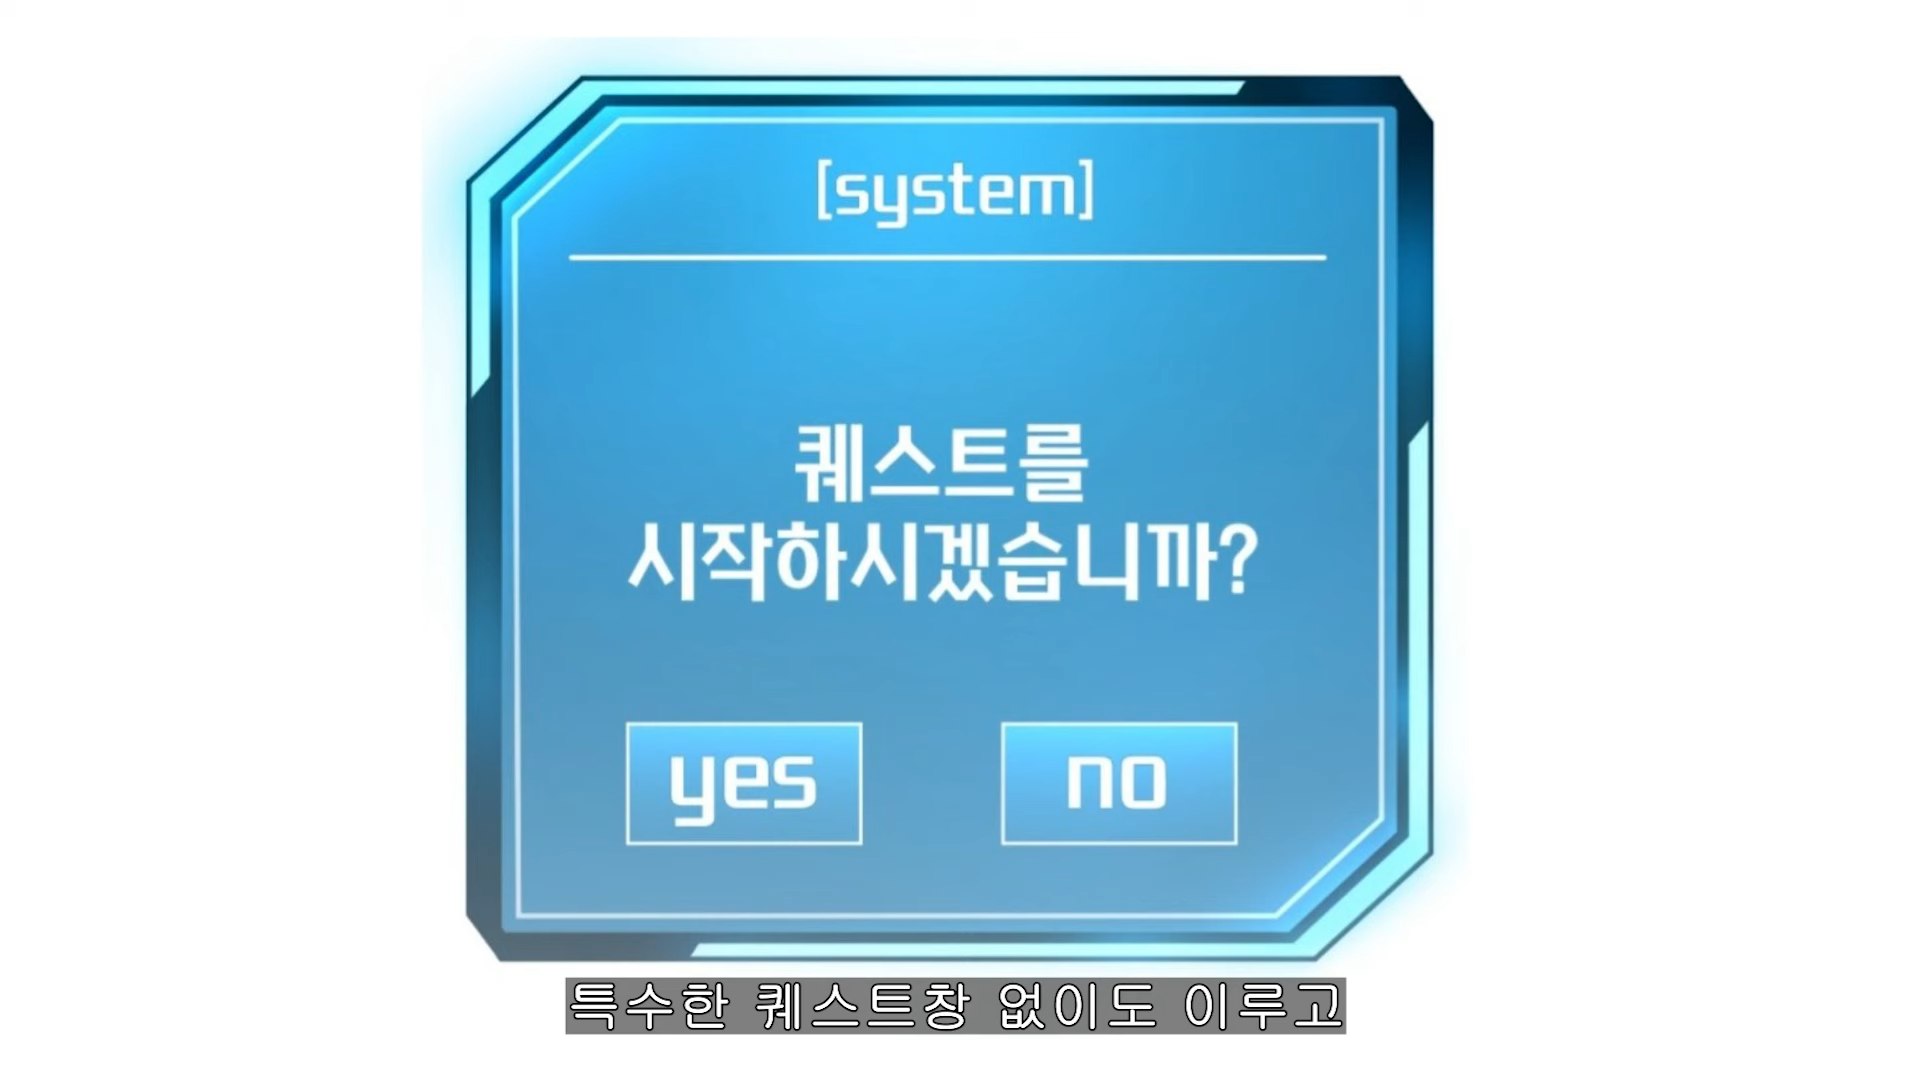 [system]
퀘스트를
시작하시겠습니까?
yes no
특수한 퀘스트창 없이도 이루고